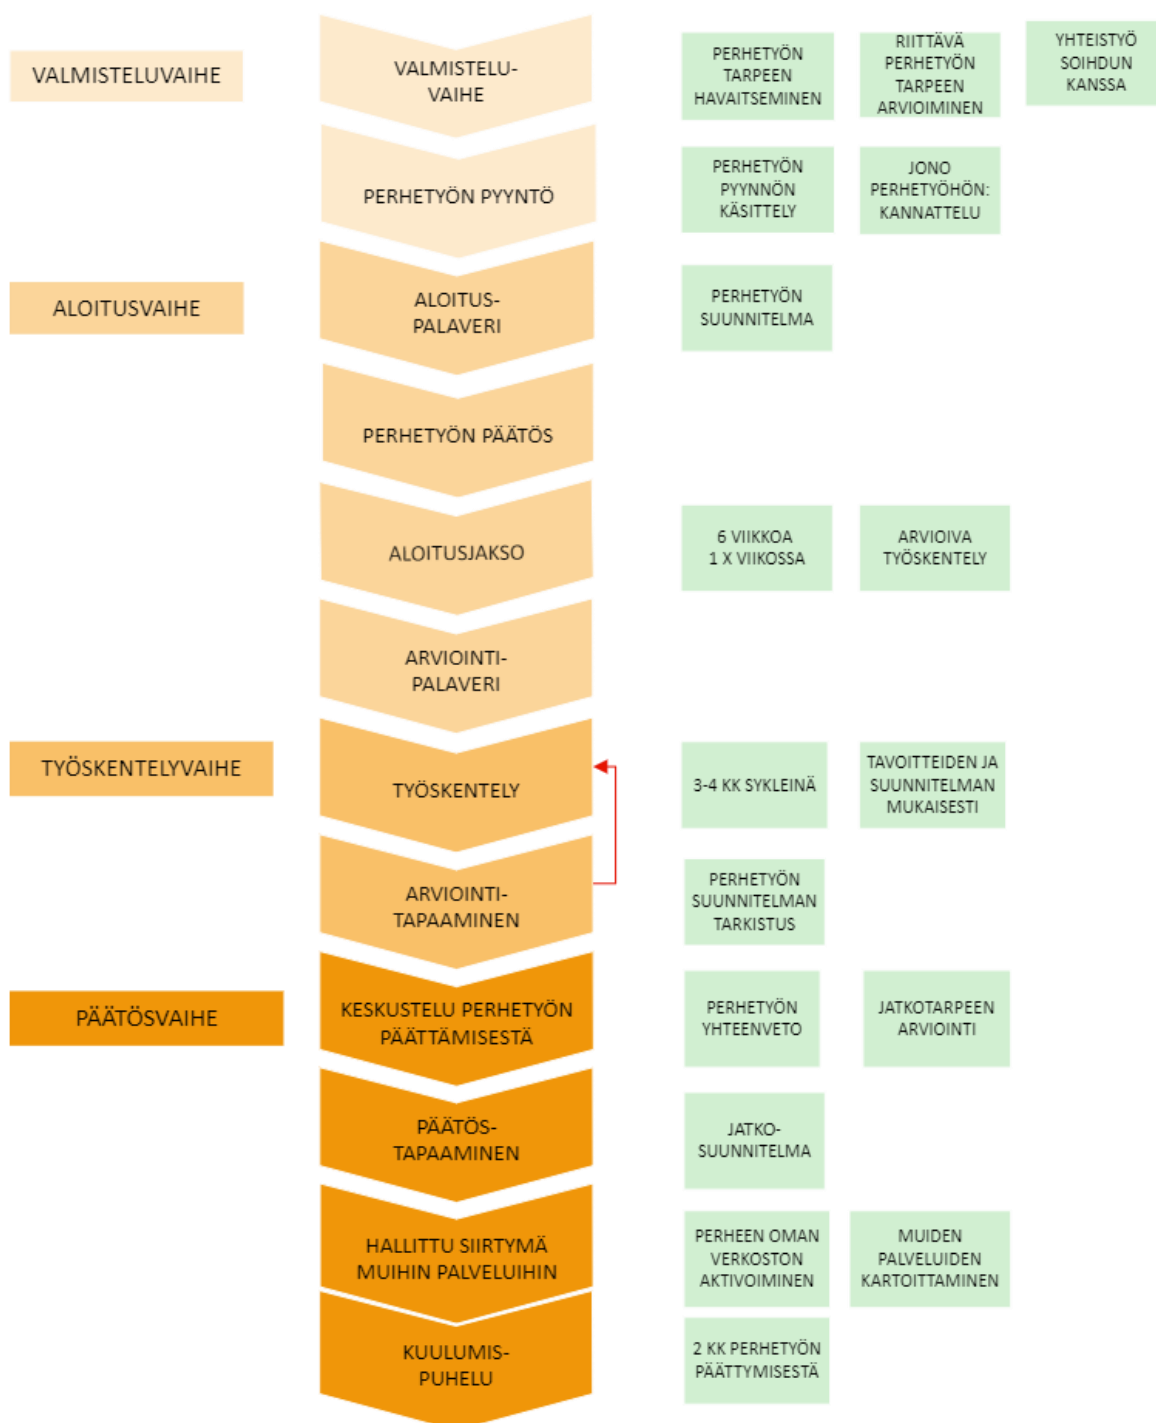 VALMISTELUVAIHE
VALMISTELU-
VAIHE
PERHETYÖN
TARPEEN
HAVAITSEMINEN
RIITTÄVÄ
PERHETYÖN
TARPEEN
ARVIOIMINEN
YHTEISTYÖ
SOIHDUN
KANSSA
PERHETYÖN PYYNTÖ
PERHETYÖN
PYYNNÖN
KÄSITTELY
JONO
PERHETYÖHÖN:
KANNATTELU
ALOITUSVAIHE
ALOITUS-
PALAVERI
PERHETYÖN
SUUNNITELMA
PERHETYÖN PÄÄTÖS
ALOITUSJAKSO
6 VIIKKOA
1 X VIIKOSSA
ARVIOIVA
TYÖSKENTELY
ARVIOINTI-
PALAVERI
TYÖSKENTELYVAIHE
TYÖSKENTELY
3-4 KK SYKLEINÄ
TAVOITTEIDEN JA
SUUNNITELMAN
MUKAISESTI
ARVIOINTI-
TAPAAMINEN
PERHETYÖN
SUUNNITELMAN
TARKISTUS
PÄÄTÖSVAIHE
KESKUSTELU PERHETYÖN
PÄÄTTÄMISESTÄ
PERHETYÖN
YHTEENVETO
JATKOTARPEEN
ARVIOINTI
PÄÄTÖS-
TAPAAMINEN
JATKO-
SUUNNITELMA
HALLITTU SIIRTYMÄ
MUIHIN PALVELUIHIN
PERHEEN OMAN
VERKOSTON
AKTIVOIMINEN
MUIDEN
PALVELUIDEN
KARTOITTAMINEN
KUULUMIS-
PUHELU
2 KK PERHETYÖN
PÄÄTTYMISESTÄ